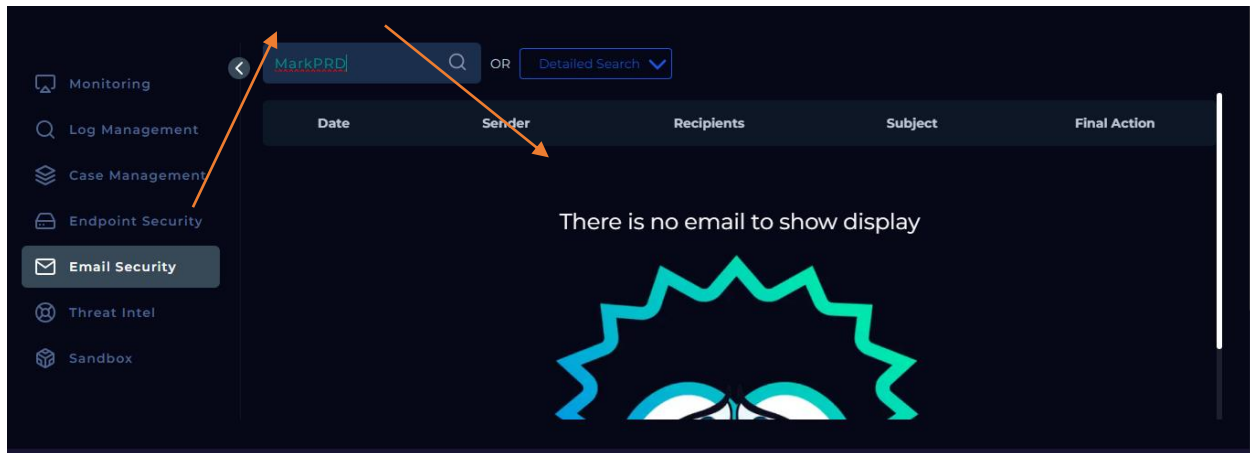 MarkPRD
OR
Detailed Search
Monitoring
Log Management
Case Management
Endpoint Security
Email Security
Threat Intel
Sandbox
Date Sender Recipients Subject Final Action
There is no email to show display